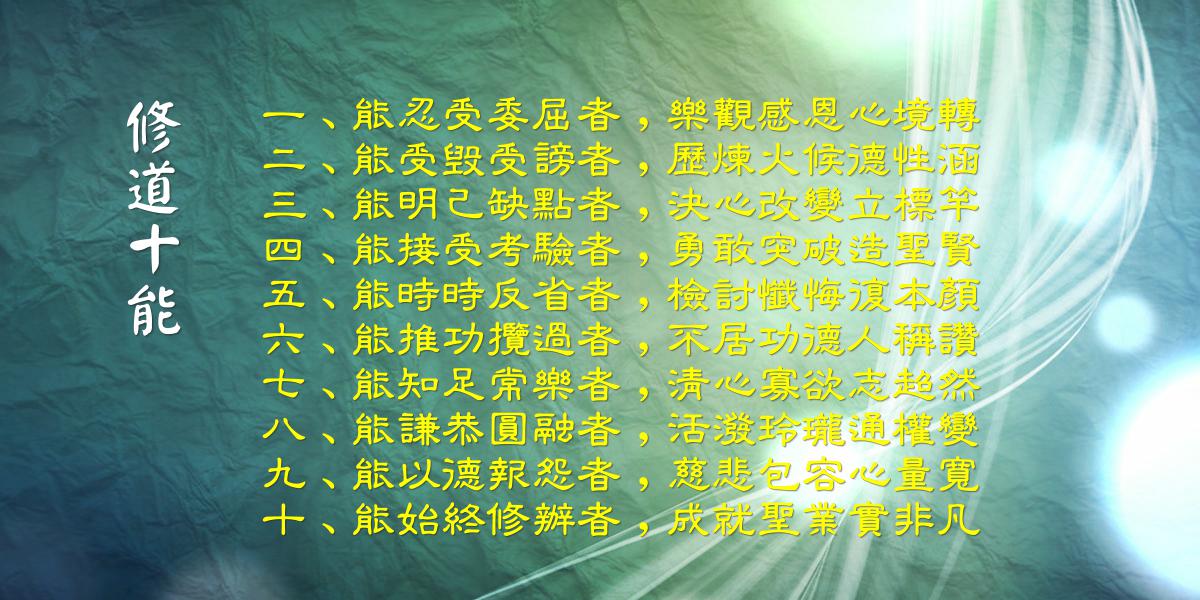 修道十能
一、能忍受委屈者，樂觀感恩心境轉
二、能受毀受謗者，歷煉火候德性涵
三、能明己缺點者，決心改變立標竿
四、能接受考驗者，勇敢突破造聖賢
五、能時時反省者，檢討懺悔復本顏
六、能推功攬過者，不居功德人稱讚
七、能知足常樂者，清心寡欲志超然
八、能謙恭圓融者，活潑玲瓏通權變
九、能以德報怨者，慈悲包容心量寬
十、能始終修辦者，成就聖業實非凡